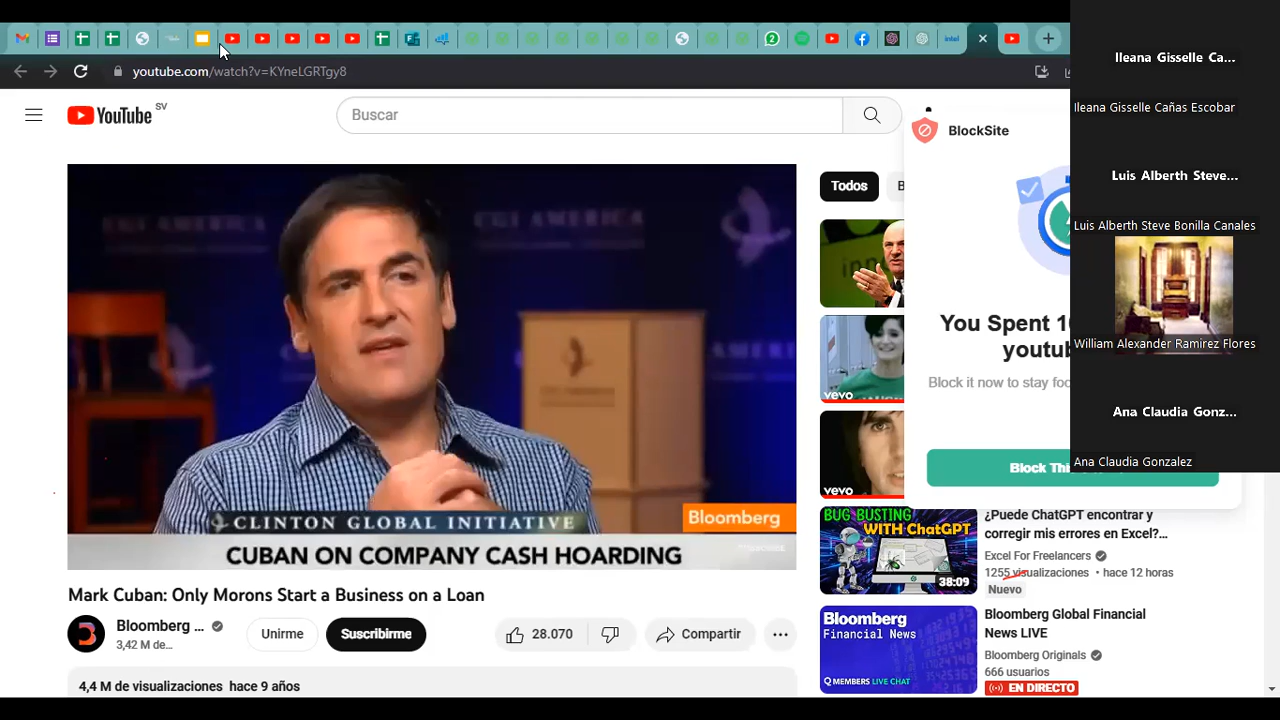 youtube.com/watch?v=KYneLGRTgy8
YouTube SV
Buscar
BlockSite
You Spent 10
youtub
Block it now to stay foc
Block Thi
CGI AMERICA
CGI AMERICA
CLINTON GLOBAL INITIATIVE
Bloomberg
CUBAN ON COMPANY CASH HOARDING
Mark Cuban: Only Morons Start a Business on a Loan
Bloomberg ...
3,42 M de...
Unirme
Suscribirme
28.070
Compartir
4,4 M de visualizaciones hace 9 años
Todos
B
vevo
vevo
BUG BUSTING
WITH ChatGPT
38:09
¿Puede ChatGPT encontrar y
corregir mis errores en Excel?...
Excel For Freelancers
1255 visualizaciones • hace 12 horas
Nuevo
Bloomberg
Financial News
MEMBERS LIVE CHAT
Bloomberg Global Financial
News LIVE
Bloomberg Originals
666 usuarios
EN DIRECTO
Ileana Gisselle Ca...
Ileana Gisselle Cañas Escobar
Luis Alberth Steve...
Luis Alberth Steve Bonilla Canales
William Alexander Ramirez Flores
Ana Claudia Gonz...
Ana Claudia Gonzalez